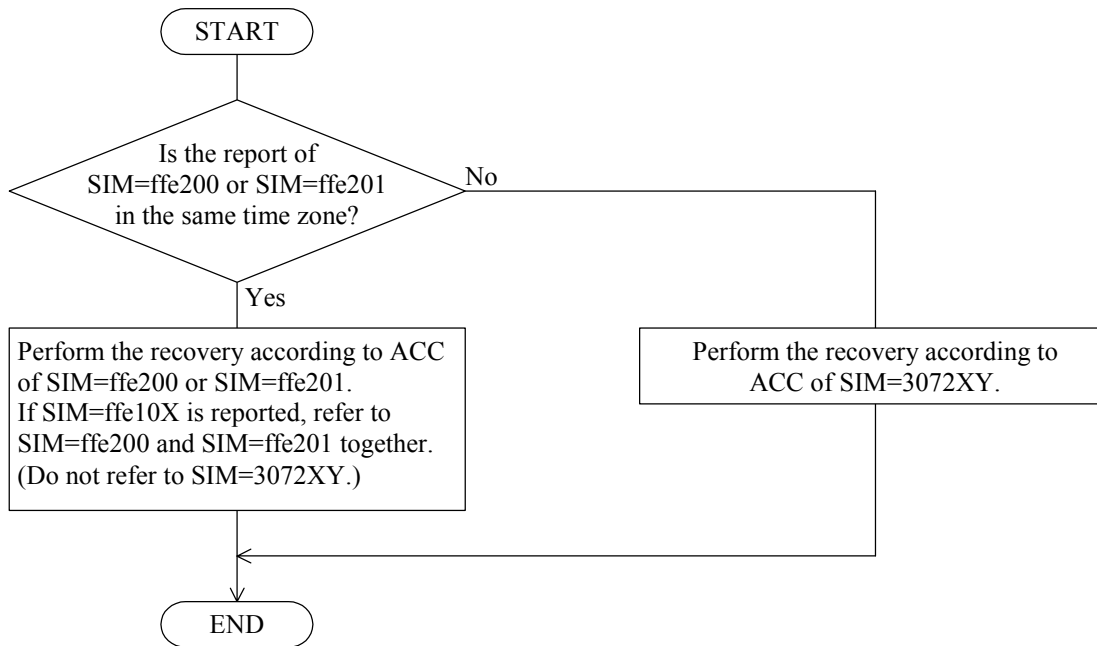 START
Is the report of
SIM=ffe200 or SIM=ffe201
in the same time zone?
No
Yes
Perform the recovery according to ACC
of SIM=ffe200 or SIM=ffe201.
If SIM=ffe10X is reported, refer to
SIM=ffe200 and SIM=ffe201 together.
(Do not refer to SIM=3072XY.)
Perform the recovery according to
ACC of SIM=3072XY.
END